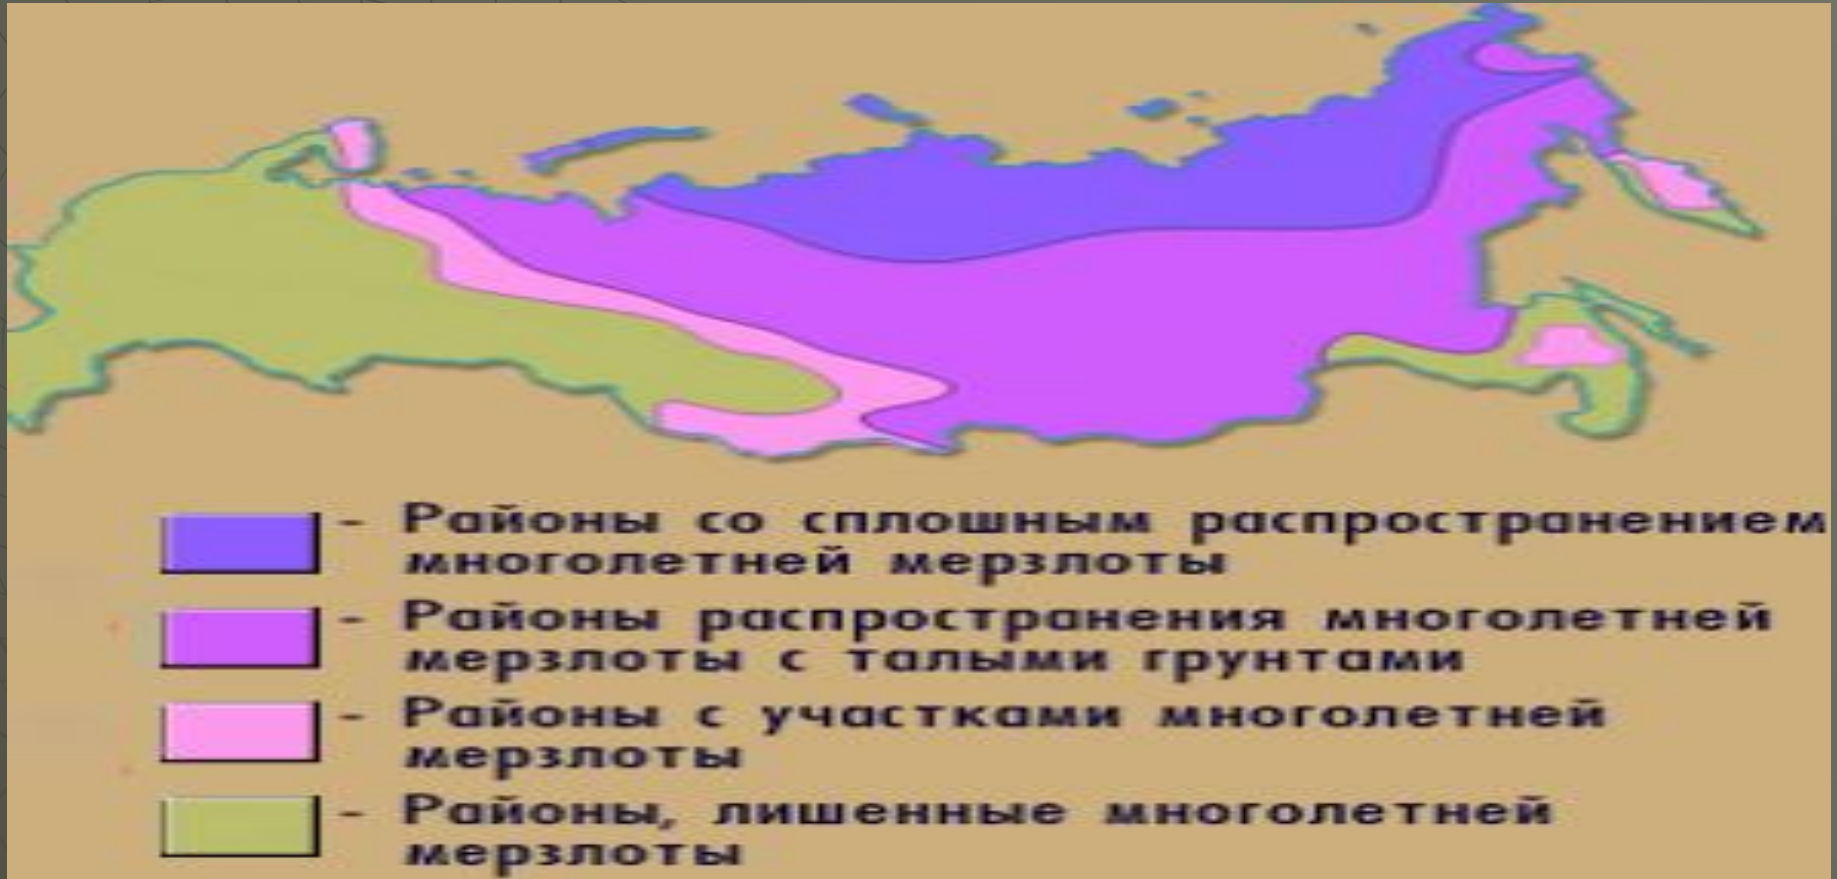 - Районы со сплошным распространением
многолетней мерзлоты
- Районы распространения многолетней
мерзлоты с талыми грунтами
- Районы с участками многолетней
мерзлоты
- Районы, лишенные многолетней
мерзлоты